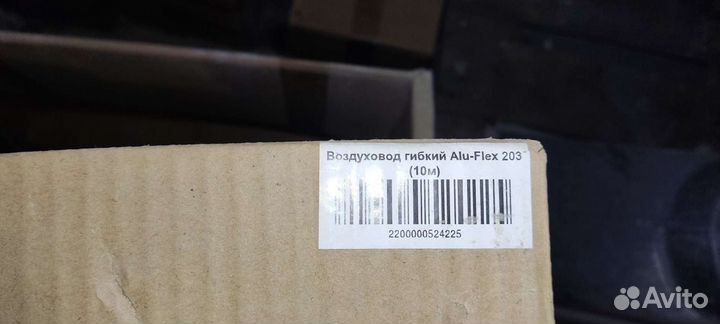 Воздуховод гибкий Alu-Flex 203
(10м)
2200000524225
Avito